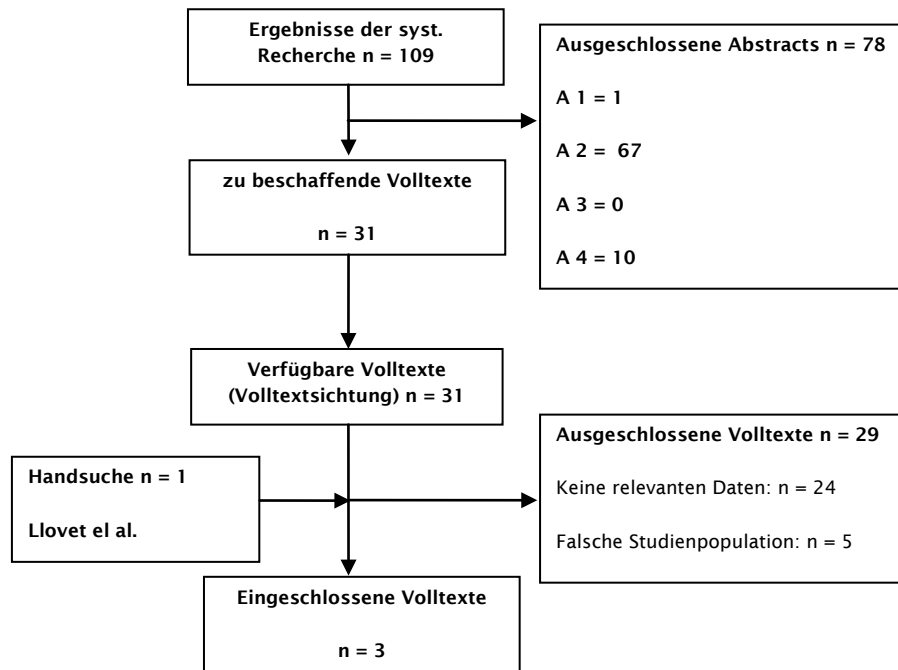 Ergebnisse der syst.
Recherche n = 109
Ausgeschlossene Abstracts n = 78
A 1 = 1
A 2 =  67
A 3 = 0
A 4 = 10
zu beschaffende Volltexte
n = 31
Verfügbare Volltexte
(Volltextsichtung) n = 31
Handsuche n = 1
Llovet el al.
Ausgeschlossene Volltexte n = 29
Keine relevanten Daten: n = 24
Falsche Studienpopulation: n = 5
Eingeschlossene Volltexte
n = 3